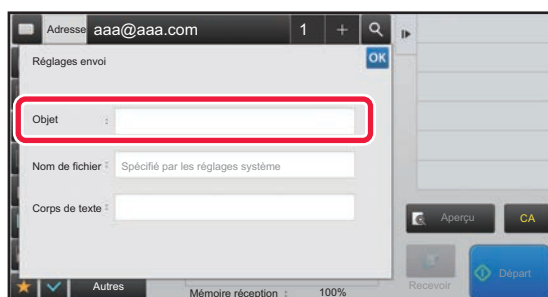 Adresse aaa@aaa.com 1 +
Réglages envoi OK
Objet :
Nom de fichier : Spécifié par les réglages système
Corps de texte :
Aperçu CA
Autres
Mémoire réception : 100%
Recevoir
Départ